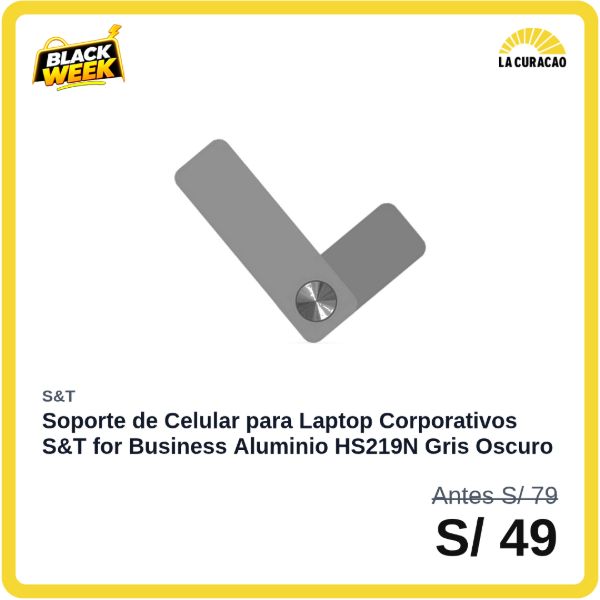 BLACK
WEEK
LA CURACAO
S&T
Soporte de Celular para Laptop Corporativos
S&T for Business Aluminio HS219N Gris Oscuro
Antes S/ 79
S/ 49